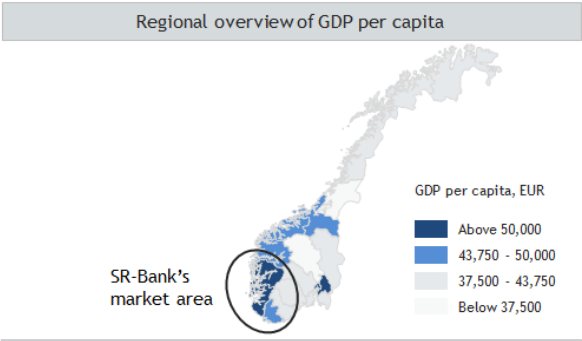 Regional overview of GDP per capita
GDP per capita, EUR
Above 50,000
43,750 - 50,000
37,500 - 43,750
Below 37,500
SR-Bank's
market area